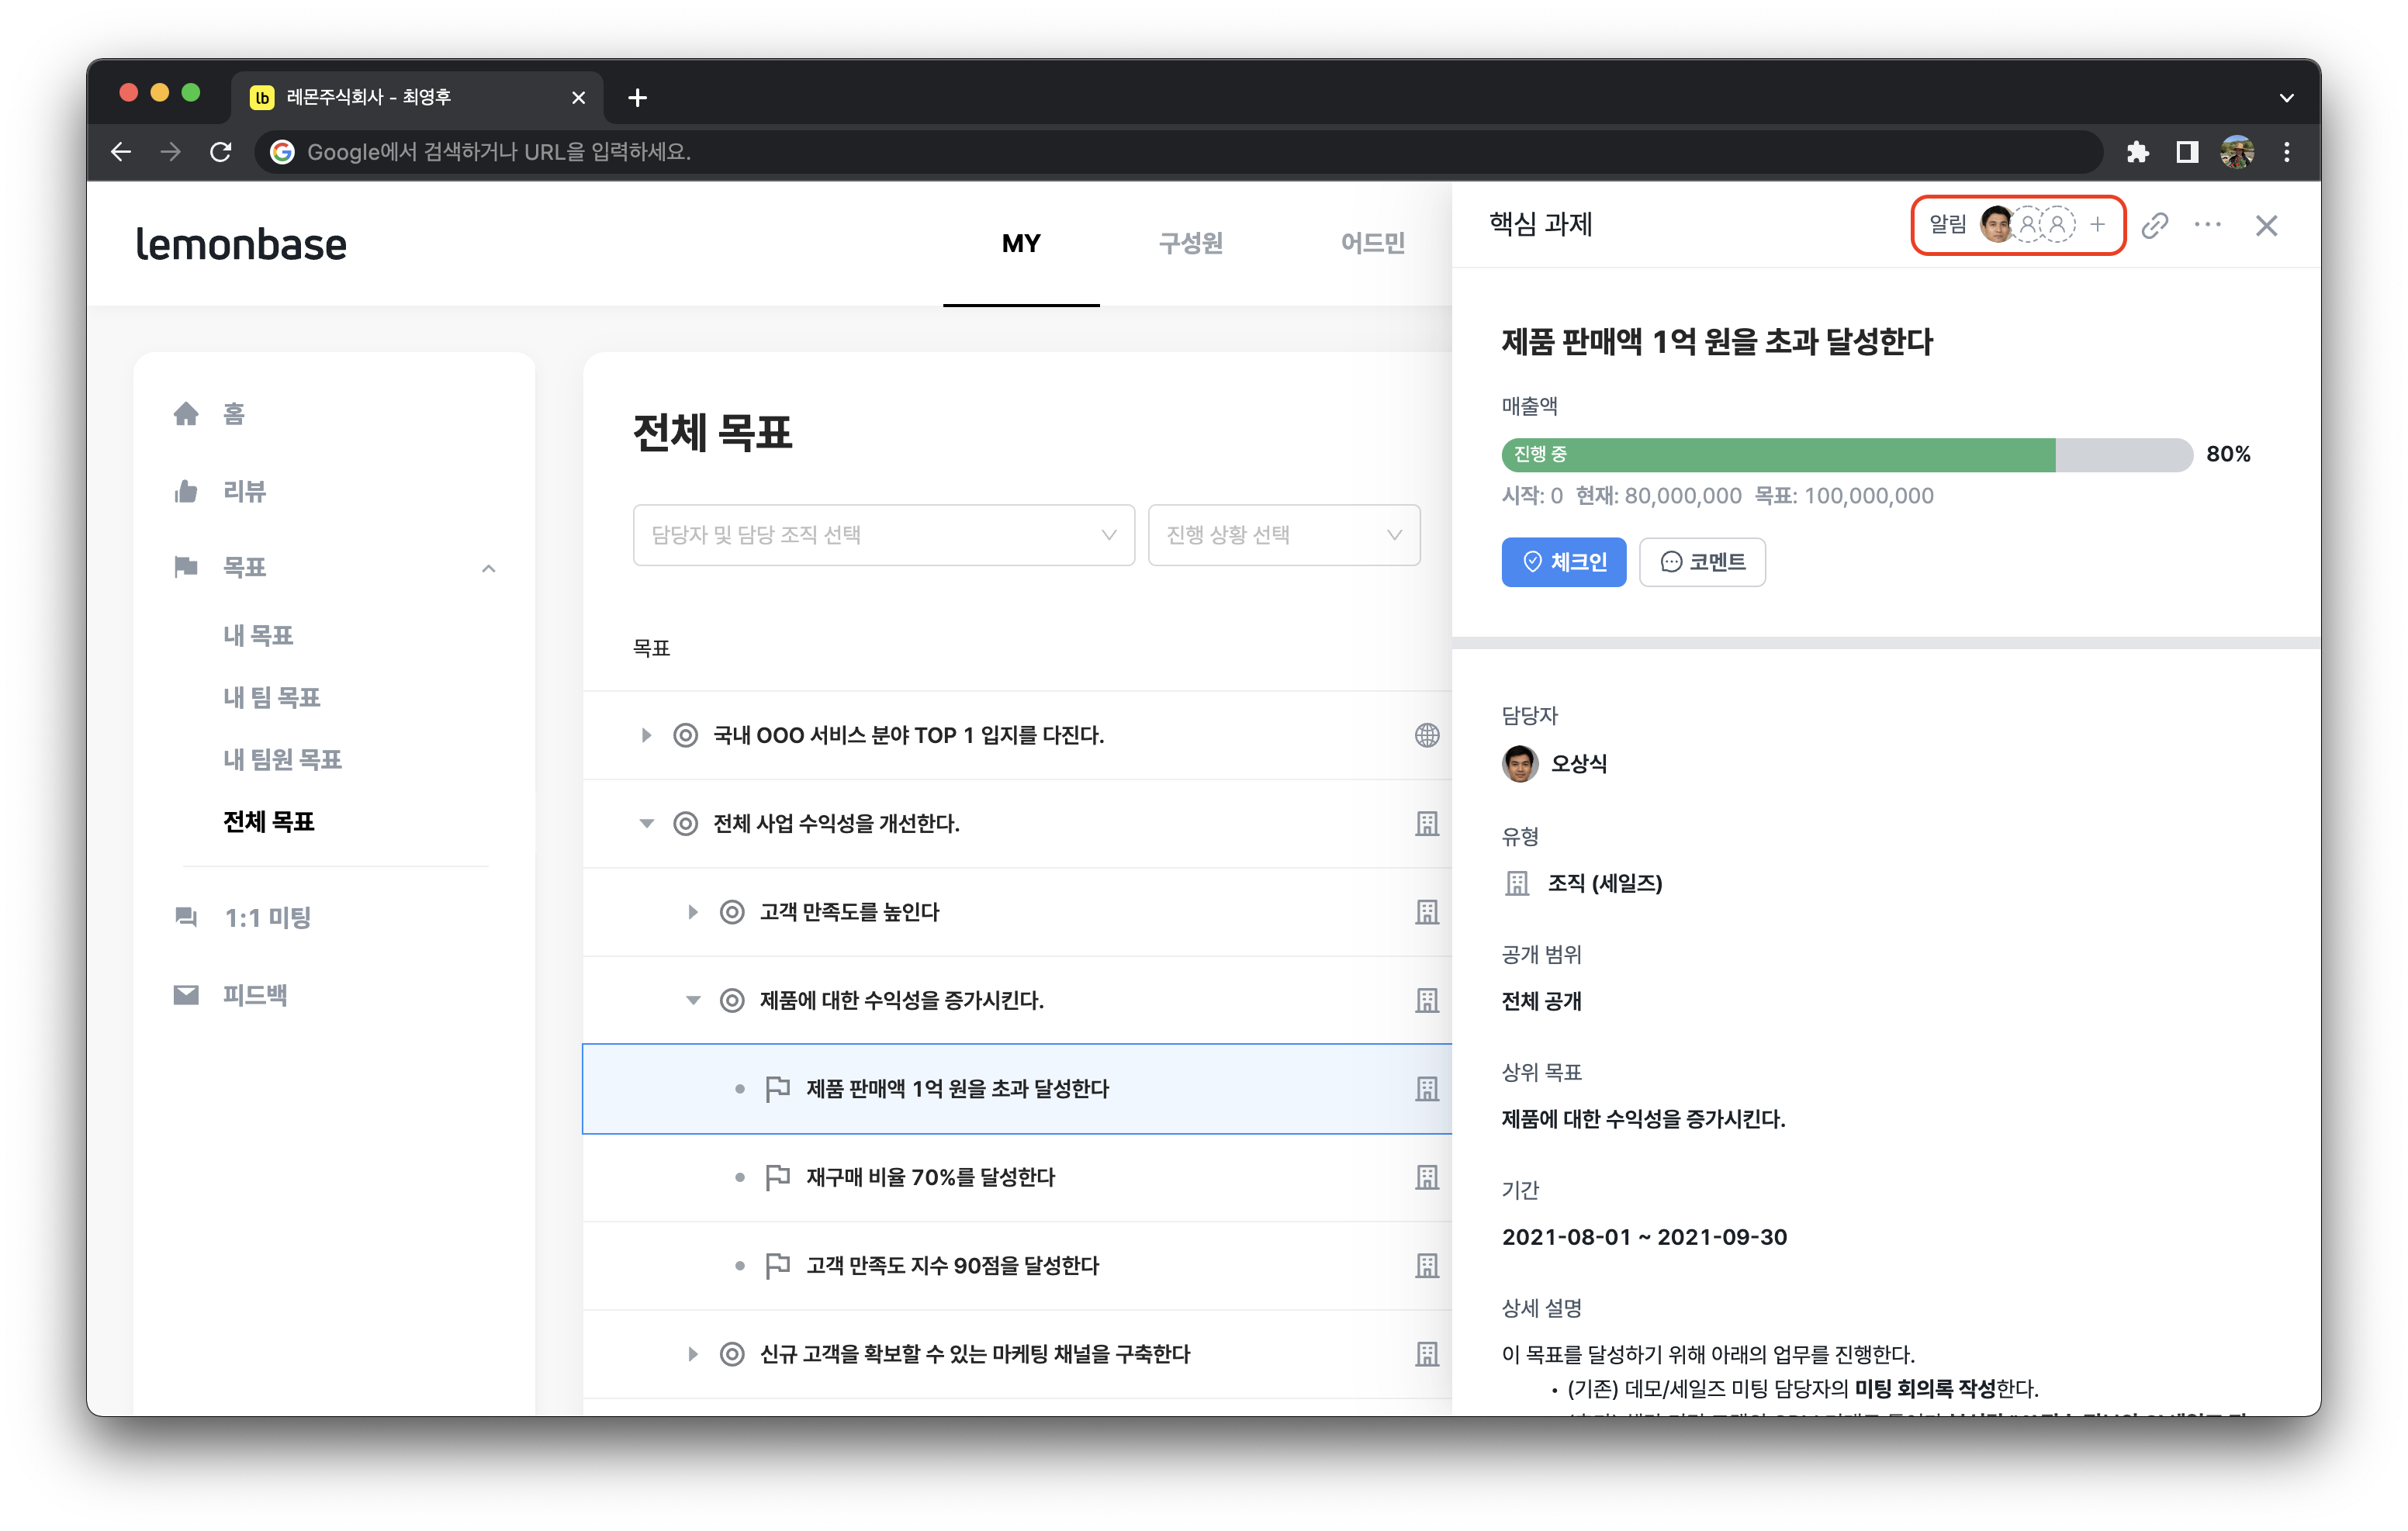 lb 레몬주식회사 - 최영후
Google에서 검색하거나 URL을 입력하세요.
lemonbase
MY
구성원
어드민
홈
리뷰
목표
내 목표
내 팀 목표
내 팀원 목표
전체 목표
1:1 미팅
피드백
전체 목표
담당자 및 담당 조직 선택
진행 상황 선택
목표
국내 OOO 서비스 분야 TOP 1 입지를 다진다.
전체 사업 수익성을 개선한다.
고객 만족도를 높인다
제품에 대한 수익성을 증가시킨다.
제품 판매액 1억 원을 초과 달성한다
재구매 비율 70%를 달성한다
고객 만족도 지수 90점을 달성한다
신규 고객을 확보할 수 있는 마케팅 채널을 구축한다
핵심 과제
알림
제품 판매액 1억 원을 초과 달성한다
매출액
진행 중
80%
시작: 0 현재: 80,000,000 목표: 100,000,000
체크인
코멘트
담당자
오상식
유형
조직 (세일즈)
공개 범위
전체 공개
상위 목표
제품에 대한 수익성을 증가시킨다.
기간
2021-08-01 ~ 2021-09-30
상세 설명
이 목표를 달성하기 위해 아래의 업무를 진행한다.
• (기존) 데모/세일즈 미팅 담당자의 미팅 회의록 작성한다.